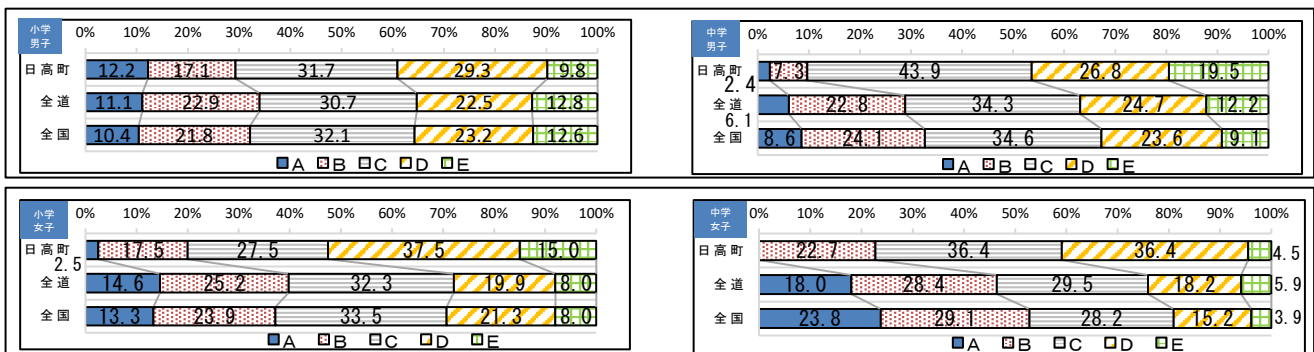 小学
男子
0% 10% 20% 30% 40% 50% 60% 70% 80% 90% 100%
日高町 12.2 17.1 31.7 29.3 9.8
全道 11.1 22.9 30.7 22.5 12.8
全国 10.4 21.8 32.1 23.2 12.6
A B C D E
中学
男子
0% 10% 20% 30% 40% 50% 60% 70% 80% 90% 100%
日高町 2.4 7.3 43.9 26.8 19.5
全道 6.1 22.8 34.3 24.7 12.2
全国 8.6 24.1 34.6 23.6 9.1
A B C D E
小学
女子
0% 10% 20% 30% 40% 50% 60% 70% 80% 90% 100%
日高町 2.5 17.5 27.5 37.5 15.0
全道 14.6 25.2 32.3 19.9 8.0
全国 13.3 23.9 33.5 21.3 8.0
A B C D E
中学
女子
0% 10% 20% 30% 40% 50% 60% 70% 80% 90% 100%
日高町 22.7 36.4 36.4 4.5
全道 18.0 28.4 29.5 18.2 5.9
全国 23.8 29.1 28.2 15.2 3.9
A B C D E